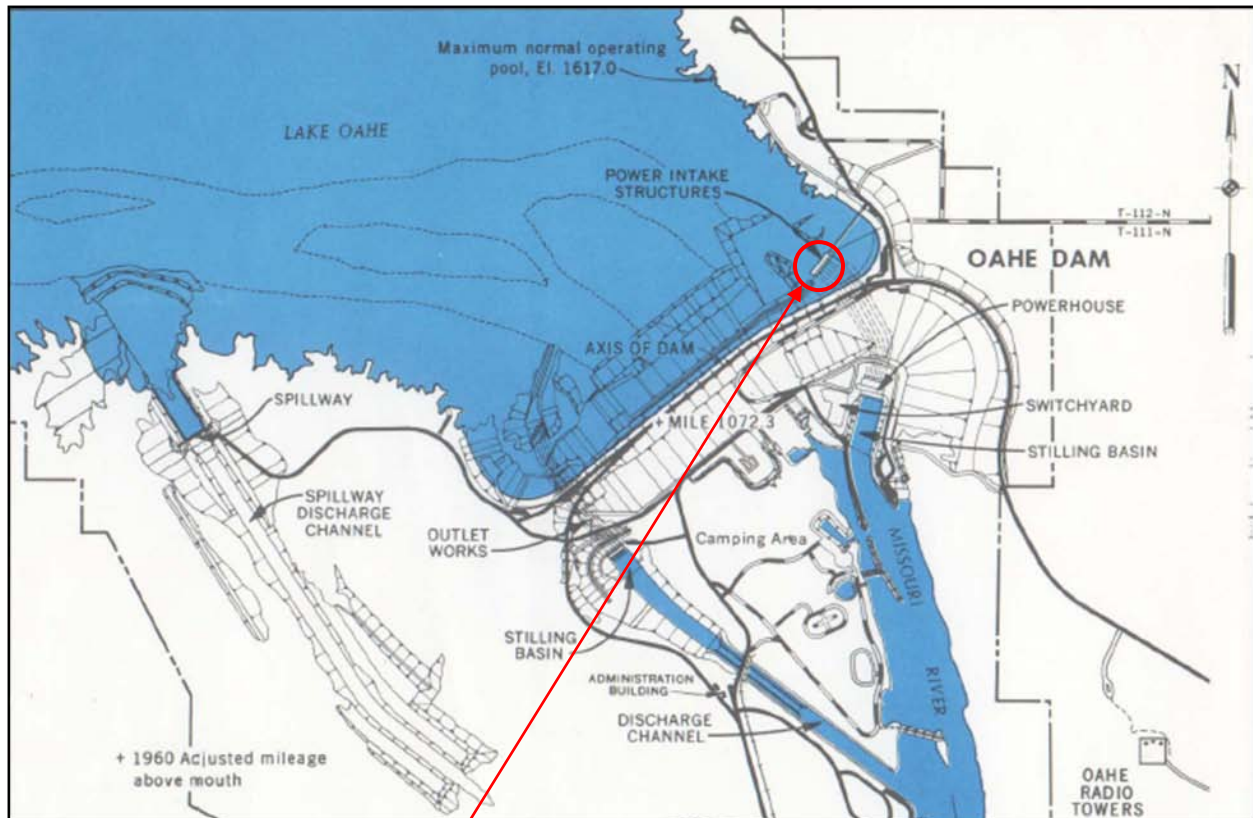 Maximum normal operating
pool, El. 1617.0
N
LAKE OAHE
POWER INTAKE
STRUCTURES
T-112-N
T-111-N
OAHE DAM
POWERHOUSE
AXIS OF DAM
SPILLWAY
SWITCHYARD
+ MILE 1072.3
STILLING BASIN
SPILLWAY
DISCHARGE
CHANNEL
OUTLET
WORKS
Camping Area
MISSOURI
RIVER
STILLING
BASIN
ADMINISTRATION
BUILDING
DISCHARGE
CHANNEL
+ 1960 Adjusted mileage
above mouth
OAHE
RADIO
TOWERS